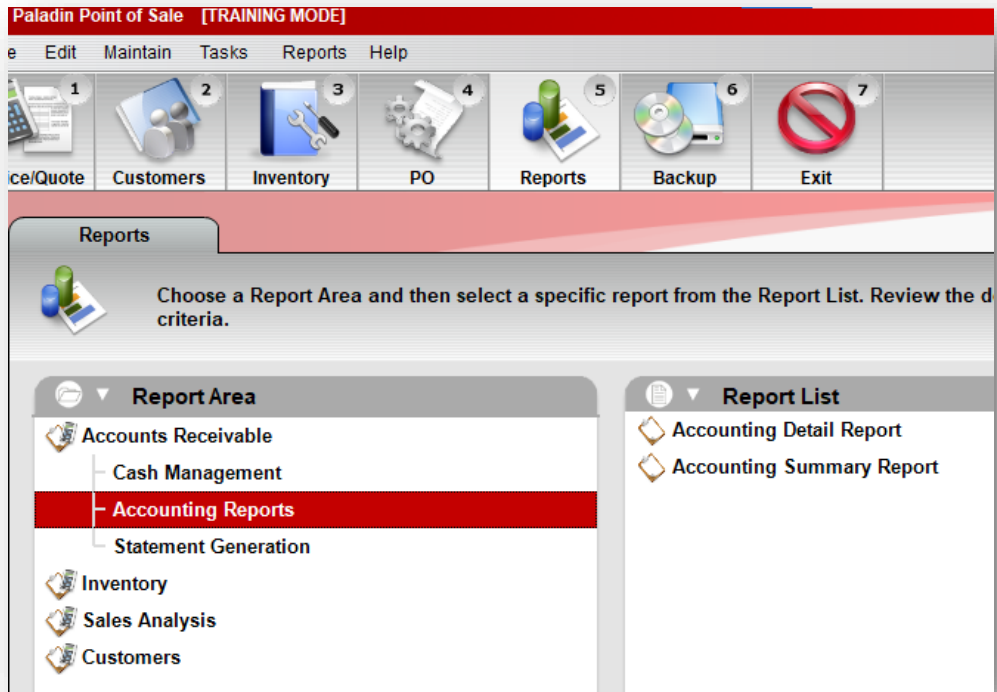 Paladin Point of Sale [TRAINING MODE]
e Edit Maintain Tasks Reports Help
1 2 3 4 5 6 7
ice/Quote Customers Inventory PO Reports Backup Exit
Reports
Choose a Report Area and then select a specific report from the Report List. Review the d
criteria.
Report Area Report List
Accounts Receivable Accounting Detail Report
Cash Management Accounting Summary Report
Accounting Reports
Statement Generation
Inventory
Sales Analysis
Customers